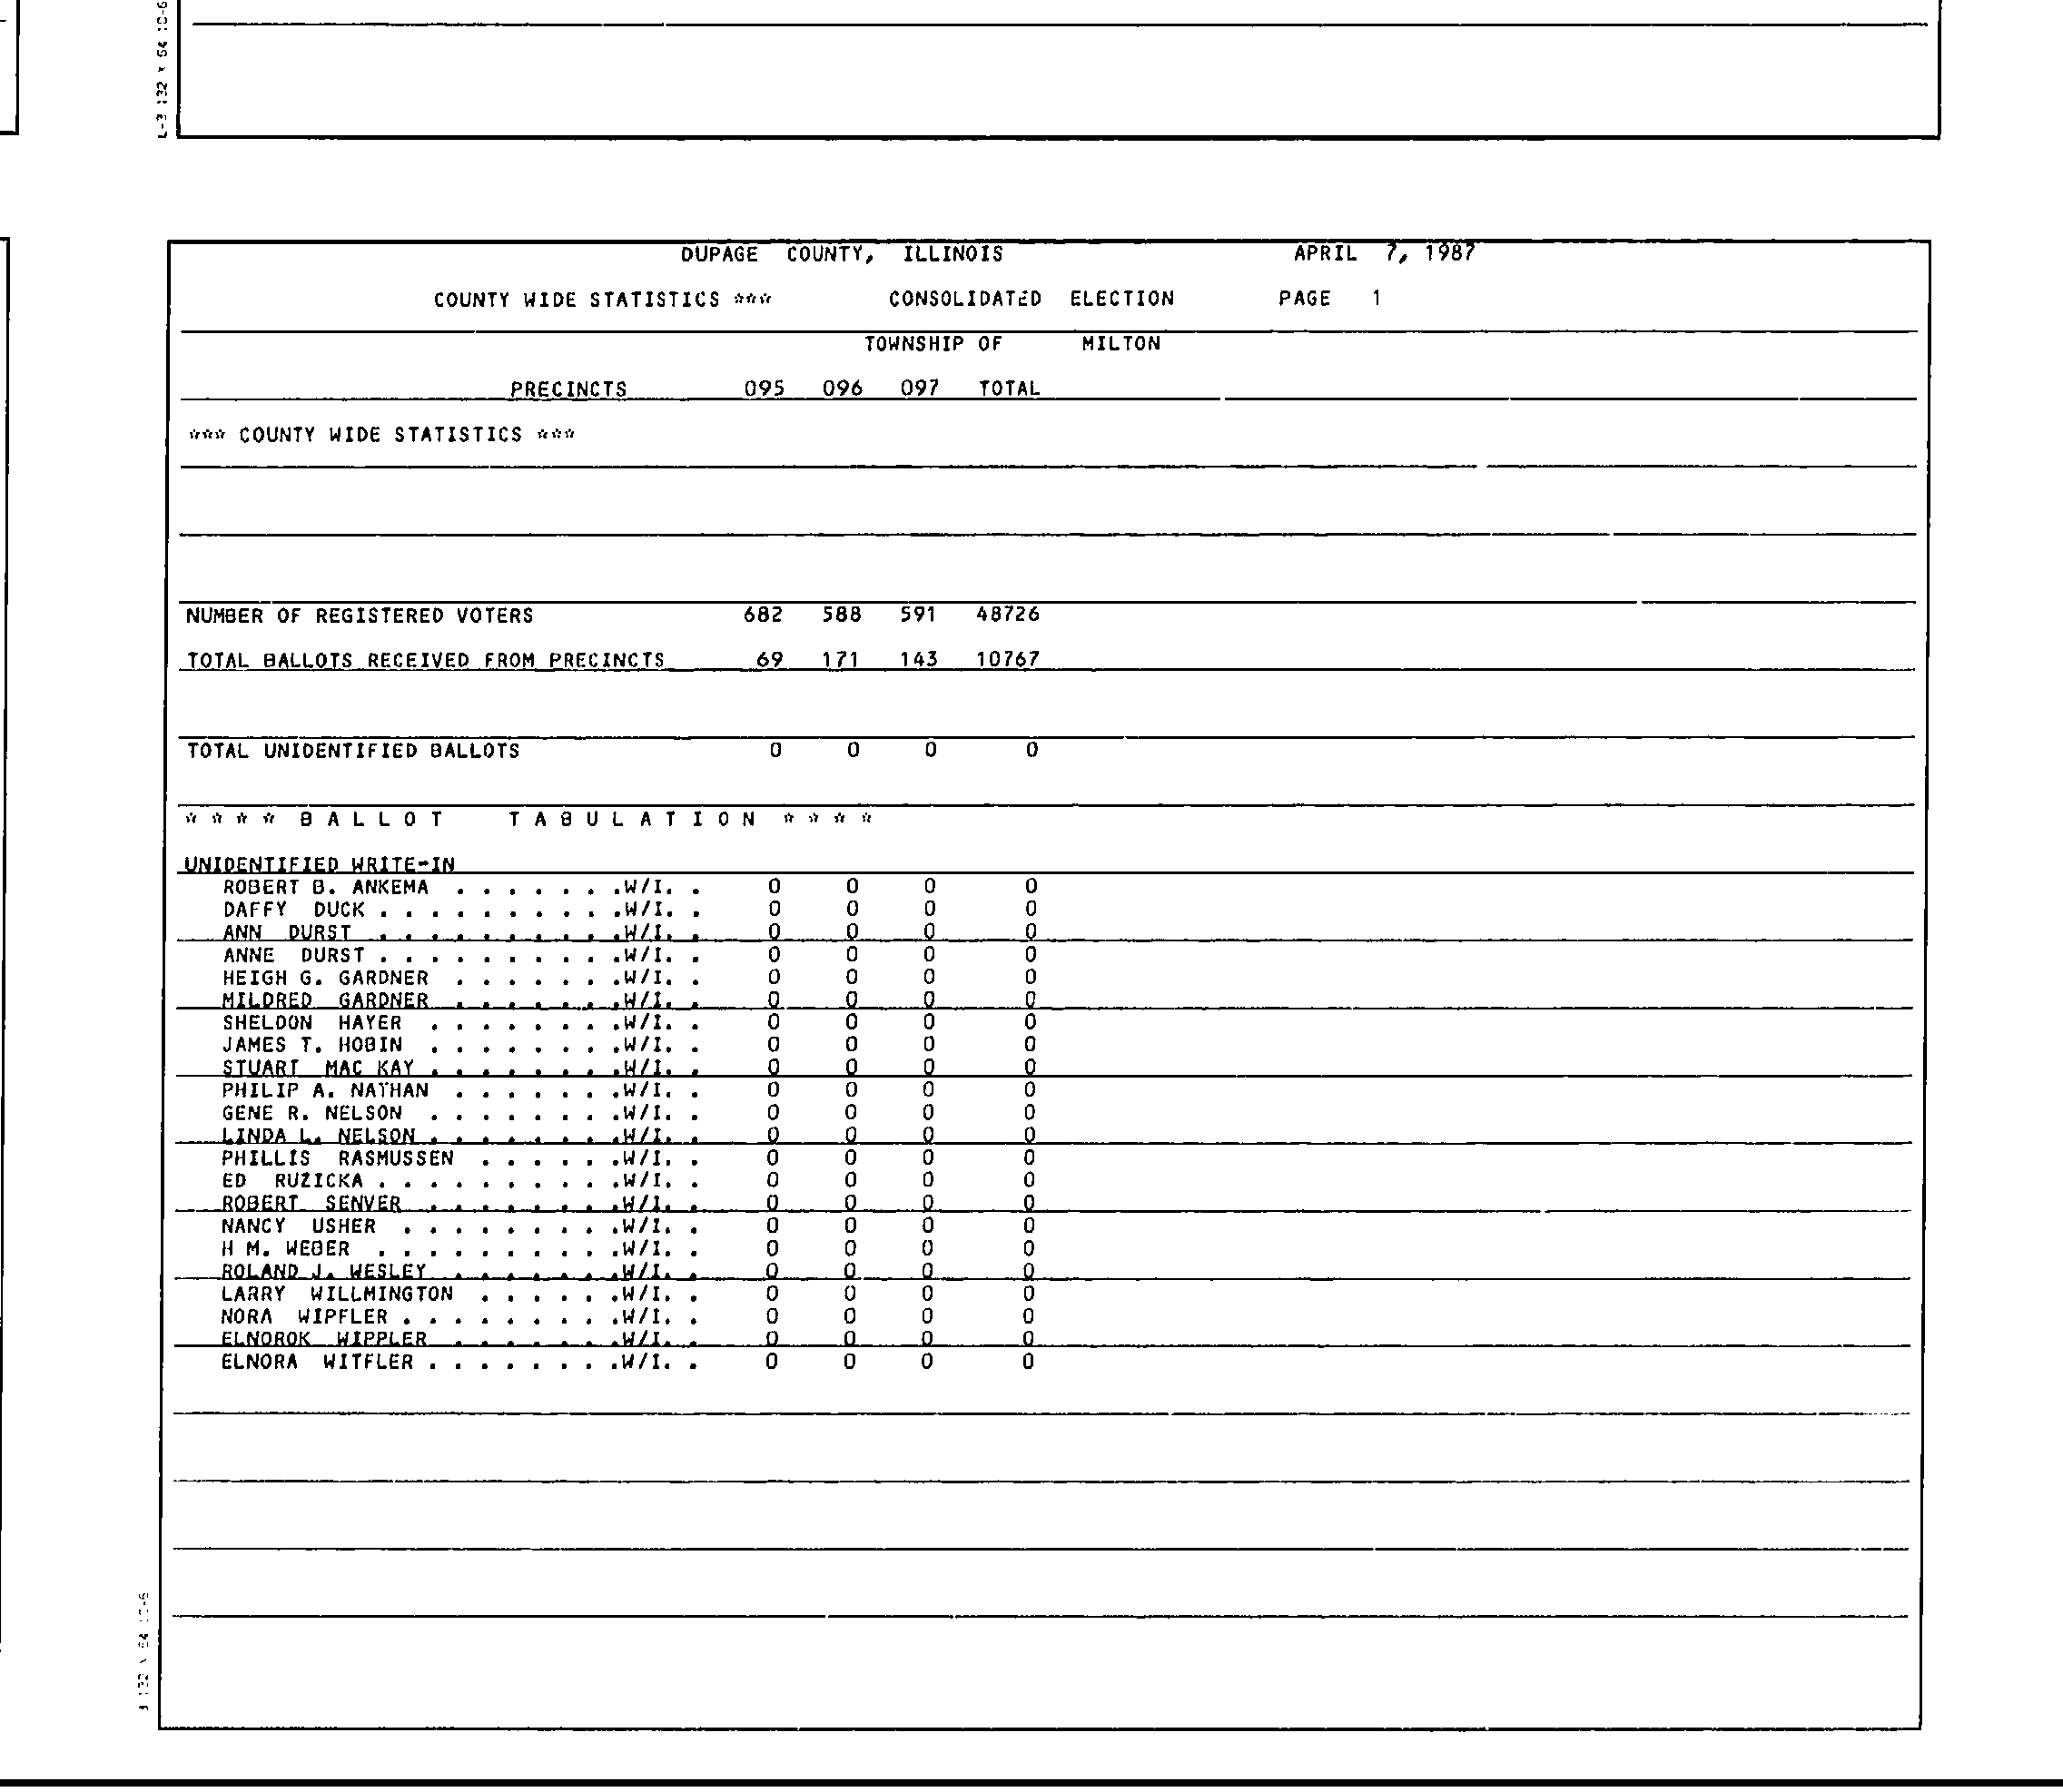 L-3 132 x 64 10-6
DUPAGE COUNTY, ILLINOIS APRIL 7, 1987
COUNTY WIDE STATISTICS *** CONSOLIDATED ELECTION PAGE 1
TOWNSHIP OF MILTON
PRECINCTS 095 096 097 TOTAL
*** COUNTY WIDE STATISTICS ***
NUMBER OF REGISTERED VOTERS 682 588 591 48726
TOTAL BALLOTS RECEIVED FROM PRECINCTS 69 171 143 10767
TOTAL UNIDENTIFIED BALLOTS 0 0 0 0
* * * * B A L L O T T A B U L A T I O N * * * *
UNIDENTIFIED WRITE-IN
ROBERT B. ANKEMA . . . . . . .W/I. . 0 0 0 0
DAFFY DUCK . . . . . . . . . .W/I. . 0 0 0 0
ANN DURST . . . . . . . . . .W/I. . 0 0 0 0
ANNE DURST . . . . . . . . . .W/I. . 0 0 0 0
HEIGH G. GARDNER . . . . . . .W/I. . 0 0 0 0
MILDRED GARDNER . . . . . . .W/I. . 0 0 0 0
SHELDON HAYER . . . . . . . .W/I. . 0 0 0 0
JAMES T. HOBIN . . . . . . . .W/I. . 0 0 0 0
STUART MAC KAY . . . . . . . .W/I. . 0 0 0 0
PHILIP A. NATHAN . . . . . . .W/I. . 0 0 0 0
GENE R. NELSON . . . . . . . .W/I. . 0 0 0 0
LINDA L. NELSON . . . . . . . .W/I. . 0 0 0 0
PHILLIS RASMUSSEN . . . . . .W/I. . 0 0 0 0
ED RUZICKA . . . . . . . . . .W/I. . 0 0 0 0
ROBERT SENVER . . . . . . . .W/I. . 0 0 0 0
NANCY USHER . . . . . . . . .W/I. . 0 0 0 0
H M. WEBER . . . . . . . . . .W/I. . 0 0 0 0
ROLAND J. WESLEY . . . . . . .W/I. . 0 0 0 0
LARRY WILLMINGTON . . . . . .W/I. . 0 0 0 0
NORA WIPFLER . . . . . . . . .W/I. . 0 0 0 0
ELNOROK WIPPLER . . . . . . .W/I. . 0 0 0 0
ELNORA WITFLER . . . . . . . .W/I. . 0 0 0 0